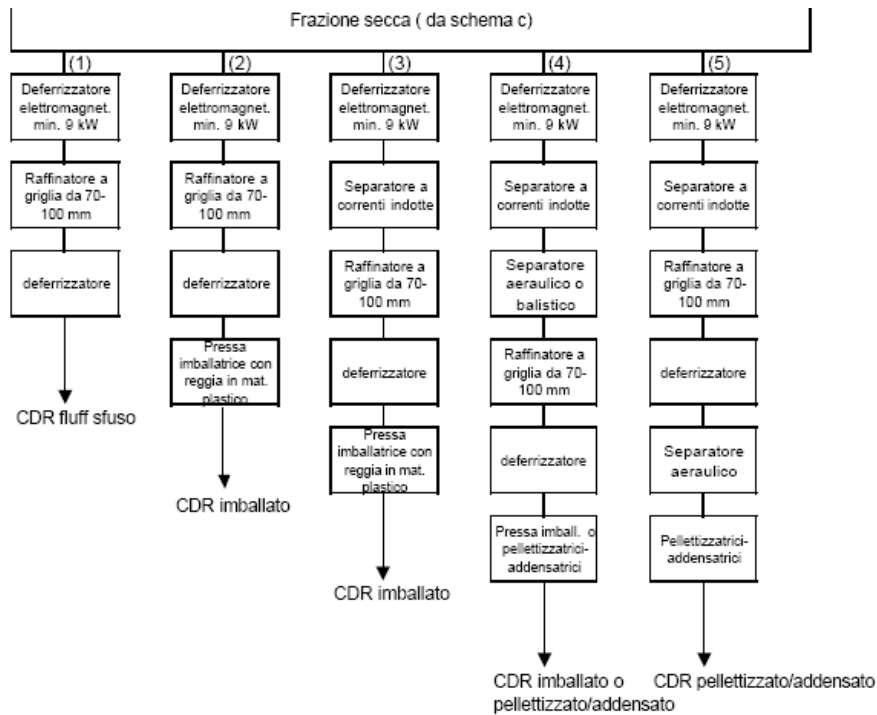 Frazione secca ( da schema c)
(1)
Deferrizzatore
elettromagnet.
min. 9 kW
Raffinatore a
griglia da 70-
100 mm
deferrizzatore
CDR fluff sfuso
(2)
Deferrizzatore
elettromagnet.
min. 9 kW
Raffinatore a
griglia da 70-
100 mm
deferrizzatore
Pressa
imballatrice con
reggia in mat.
plastico
CDR imballato
(3)
Deferrizzatore
elettromagnet.
min. 9 kW
Separatore a
correnti indotte
Raffinatore a
griglia da 70-
100 mm
deferrizzatore
Pressa
imballatrice con
reggia in mat.
plastico
CDR imballato
(4)
Deferrizzatore
elettromagnet.
min. 9 kW
Separatore a
correnti indotte
Separatore
aeraulico o
balistico
Raffinatore a
griglia da 70-
100 mm
deferrizzatore
Pressa imball. o
pellettizzatrici-
addensatrici
CDR imballato o
pellettizzato/addensato
(5)
Deferrizzatore
elettromagnet.
min. 9 kW
Separatore a
correnti indotte
Raffinatore a
griglia da 70-
100 mm
deferrizzatore
Separatore
aeraulico
Pellettizzatrici-
addensatrici
CDR pellettizzato/addensato